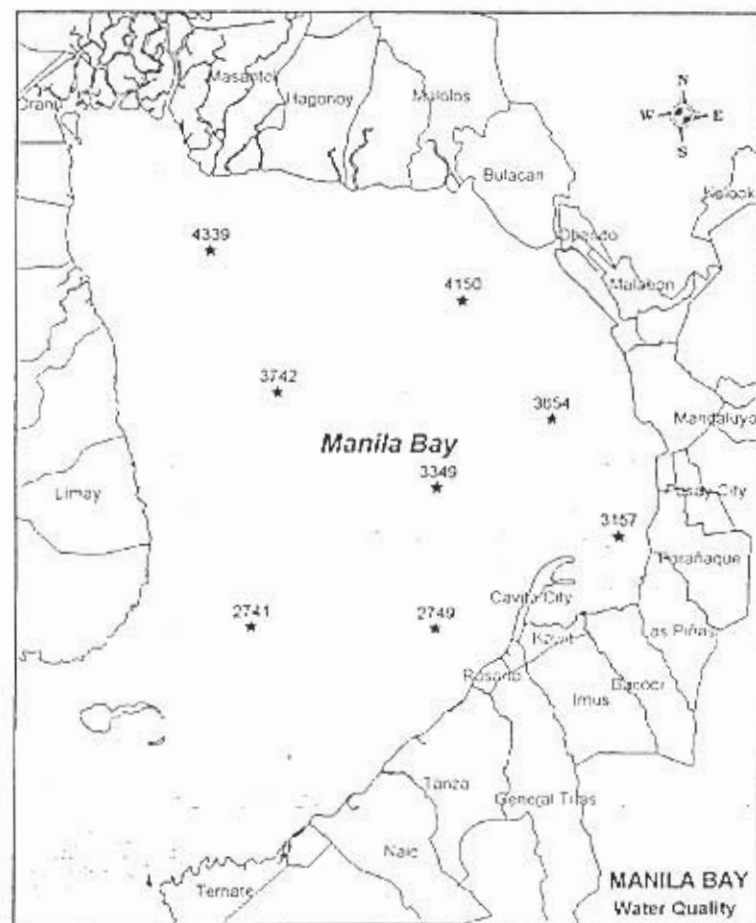 Masantol
Hagonoy
Malolos
N
W E
S
Bulacan
Obando
4339
4150
Malabon
3742
3654
Mandaluyo
Manila Bay
3349
Limay
Pasay City
3157
Parañaque
Cavite City
2741
2749
Kawit
Las Piñas
Rosario
Bacoor
Imus
Tanza
General Trias
Naic
Ternate
MANILA BAY
Water Quality